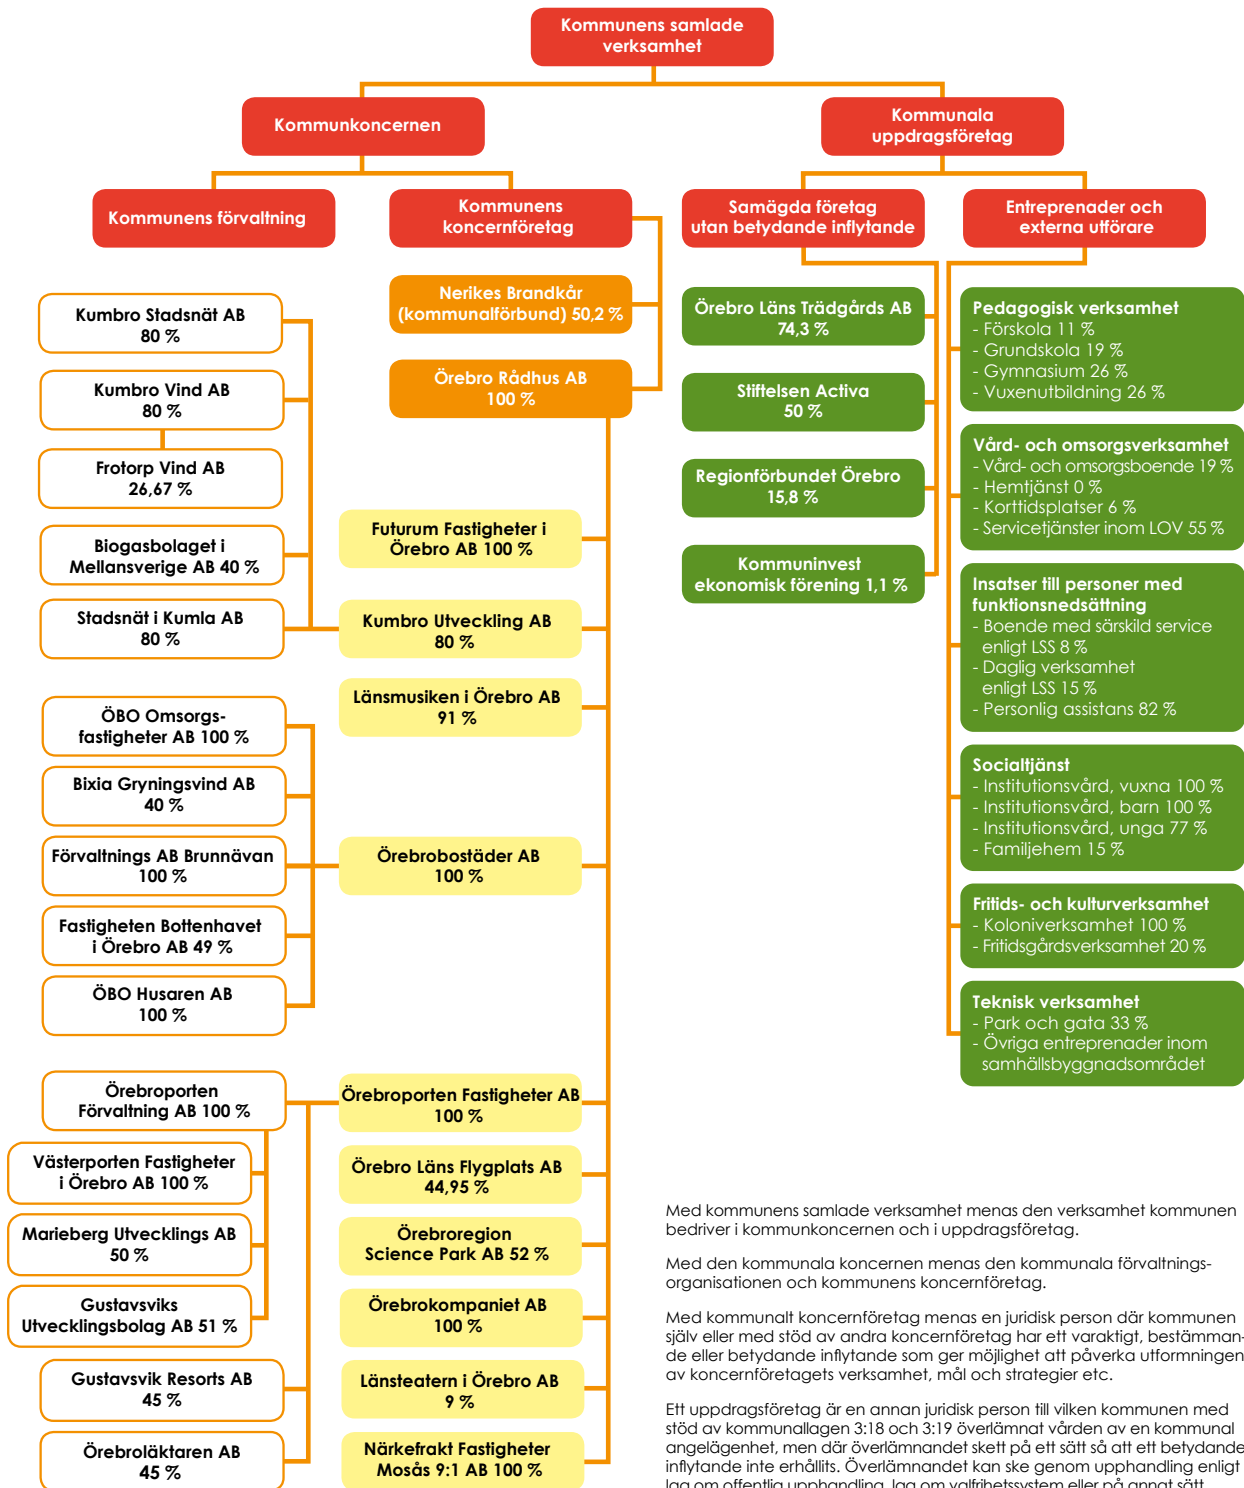 Kommunens samlade
verksamhet
Kommunkoncernen
Kommunala
uppdragsföretag
Kommunens förvaltning
Kommunens
koncernföretag
Samägda företag
utan betydande inflytande
Entreprenader och
externa utförare
Nerikes Brandkår
(kommunalförbund) 50,2 %
Örebro Rådhus AB
100 %
Kumbro Stadsnät AB
80 %
Kumbro Vind AB
80 %
Frotorp Vind AB
26,67 %
Biogasbolaget i
Mellansverige AB 40 %
Stadsnät i Kumla AB
80 %
ÖBO Omsorgs-
fastigheter AB 100 %
Bixia Gryningsvind AB
40 %
Förvaltnings AB Brunnävan
100 %
Fastigheten Bottenhavet
i Örebro AB 49 %
ÖBO Husaren AB
100 %
Örebroporten
Förvaltning AB 100 %
Västerporten Fastigheter
i Örebro AB 100 %
Marieberg Utvecklings AB
50 %
Gustavsviks
Utvecklingsbolag AB 51 %
Gustavsvik Resorts AB
45 %
Örebroläktaren AB
45 %
Futurum Fastigheter i
Örebro AB 100 %
Kumbro Utveckling AB
80 %
Länsmusiken i Örebro AB
91 %
Örebrobostäder AB
100 %
Örebroporten Fastigheter AB
100 %
Örebro Läns Flygplats AB
44,95 %
Örebroregion
Science Park AB 52 %
Örebrokompaniet AB
100 %
Länsteatern i Örebro AB
9 %
Närkefrakt Fastigheter
Mosås 9:1 AB 100 %
Örebro Läns Trädgårds AB
74,3 %
Stiftelsen Activa
50 %
Regionförbundet Örebro
15,8 %
Kommuninvest
ekonomisk förening 1,1 %
Pedagogisk verksamhet
- Förskola 11 %
- Grundskola 19 %
- Gymnasium 26 %
- Vuxenutbildning 26 %
Vård- och omsorgsverksamhet
- Vård- och omsorgsboende 19 %
- Hemtjänst 0 %
- Korttidsplatser 6 %
- Servicetjänster inom LOV 55 %
Insatser till personer med
funktionsnedsättning
- Boende med särskild service
enligt LSS 8 %
- Daglig verksamhet
enligt LSS 15 %
- Personlig assistans 82 %
Socialtjänst
- Institutionsvård, vuxna 100 %
- Institutionsvård, barn 100 %
- Institutionsvård, unga 77 %
- Familjehem 15 %
Fritids- och kulturverksamhet
- Koloniverksamhet 100 %
- Fritidsgårdsverksamhet 20 %
Teknisk verksamhet
- Park och gata 33 %
- Övriga entreprenader inom
samhällsbyggnadsområdet
Med kommunens samlade verksamhet menas den verksamhet kommunen
bedriver i kommunkoncernen och i uppdragsföretag.
Med den kommunala koncernen menas den kommunala förvaltnings-
organisationen och kommunens koncernföretag.
Med kommunalt koncernföretag menas en juridisk person där kommunen
själv eller med stöd av andra koncernföretag har ett varaktigt, bestämman-
de eller betydande inflytande som ger möjlighet att påverka utformningen
av koncernföretagets verksamhet, mål och strategier etc.
Ett uppdragsföretag är en annan juridisk person till vilken kommunen med
stöd av kommunallagen 3:18 och 3:19 överlämnat vården av en kommunal
angelägenhet, men där överlämnandet skett på ett sätt så att ett betydande
inflytande inte erhållits. Överlämnandet kan ske genom upphandling enligt
lag om offentlig upphandling, lag om valfrihetssystem eller på annat sätt